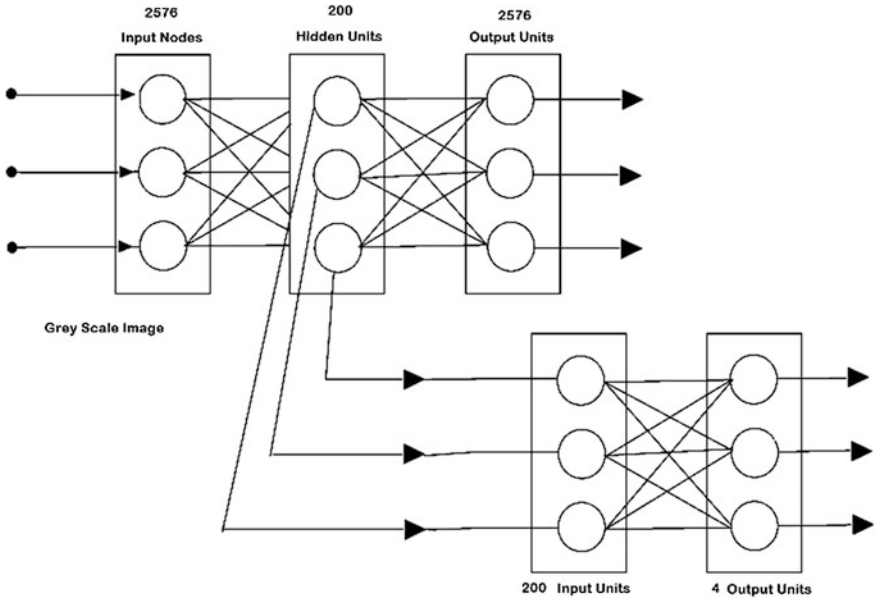 2576
Input Nodes
200
Hidden Units
2576
Output Units
Grey Scale Image
200 Input Units
4 Output Units